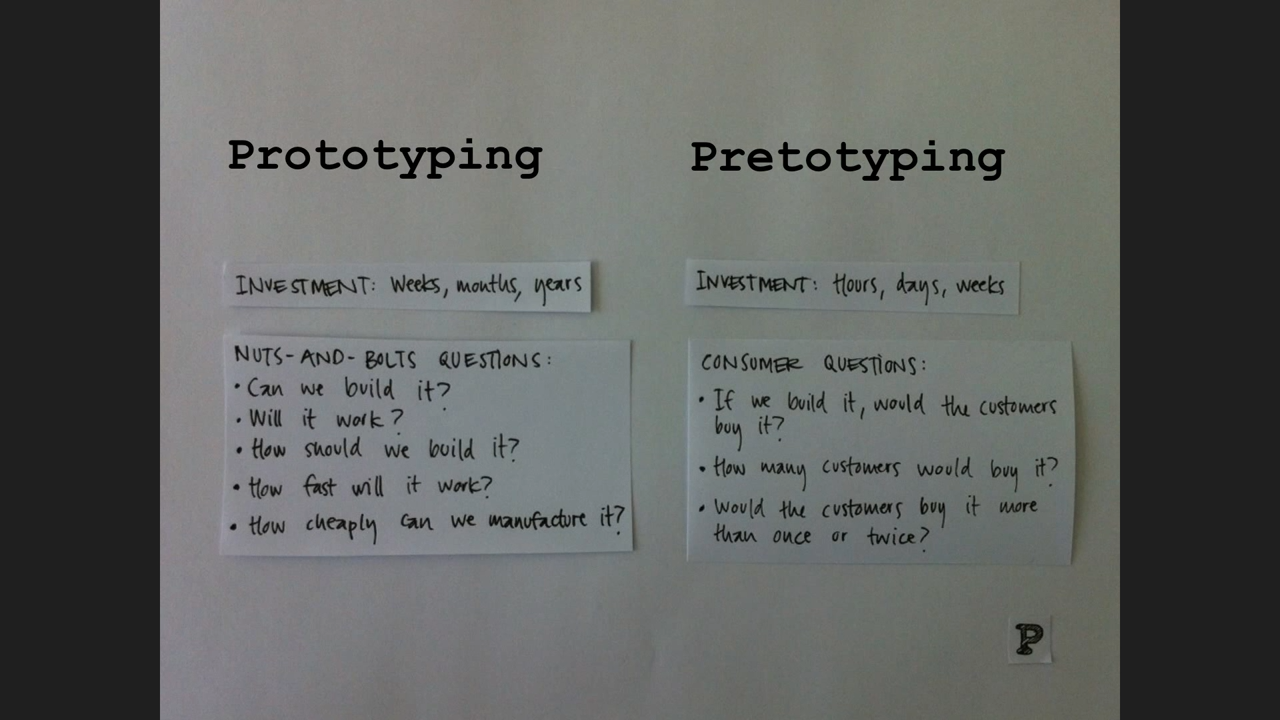 Prototyping
INVESTMENT: Weeks, months, years
NUTS-AND-BOLTS QUESTIONS:
• Can we build it?
• Will it work?
• How should we build it?
• How fast will it work?
• How cheaply can we manufacture it?
Pretotyping
INVESTMENT: Hours, days, weeks
CONSUMER QUESTIONS:
• If we build it, would the customers
buy it?
• How many customers would buy it?
• Would the customers buy it more
than once or twice?
P